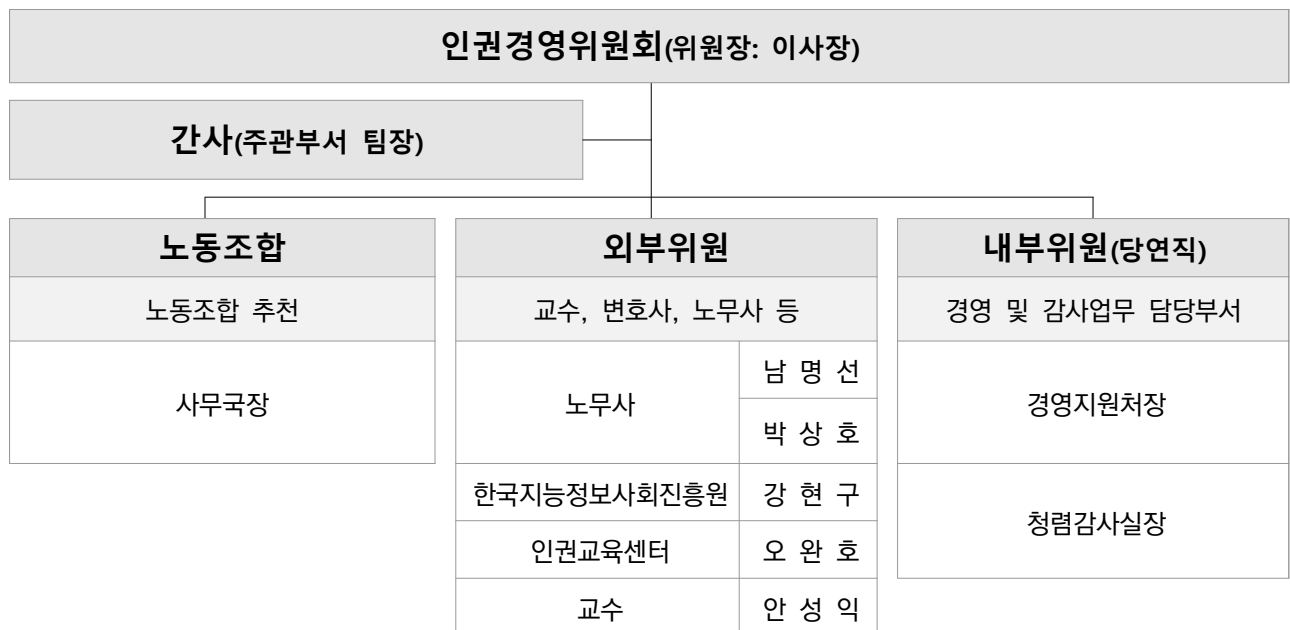 인권경영위원회(위원장: 이사장)
간사(주관부서 팀장)
노동조합
노동조합 추천
사무국장
외부위원
교수, 변호사, 노무사 등
노무사
남 명 선
박 상 호
한국지능정보사회진흥원 강 현 구
인권교육센터 오 완 호
교수 안 성 익
내부위원(당연직)
경영 및 감사업무 담당부서
경영지원처장
청렴감사실장